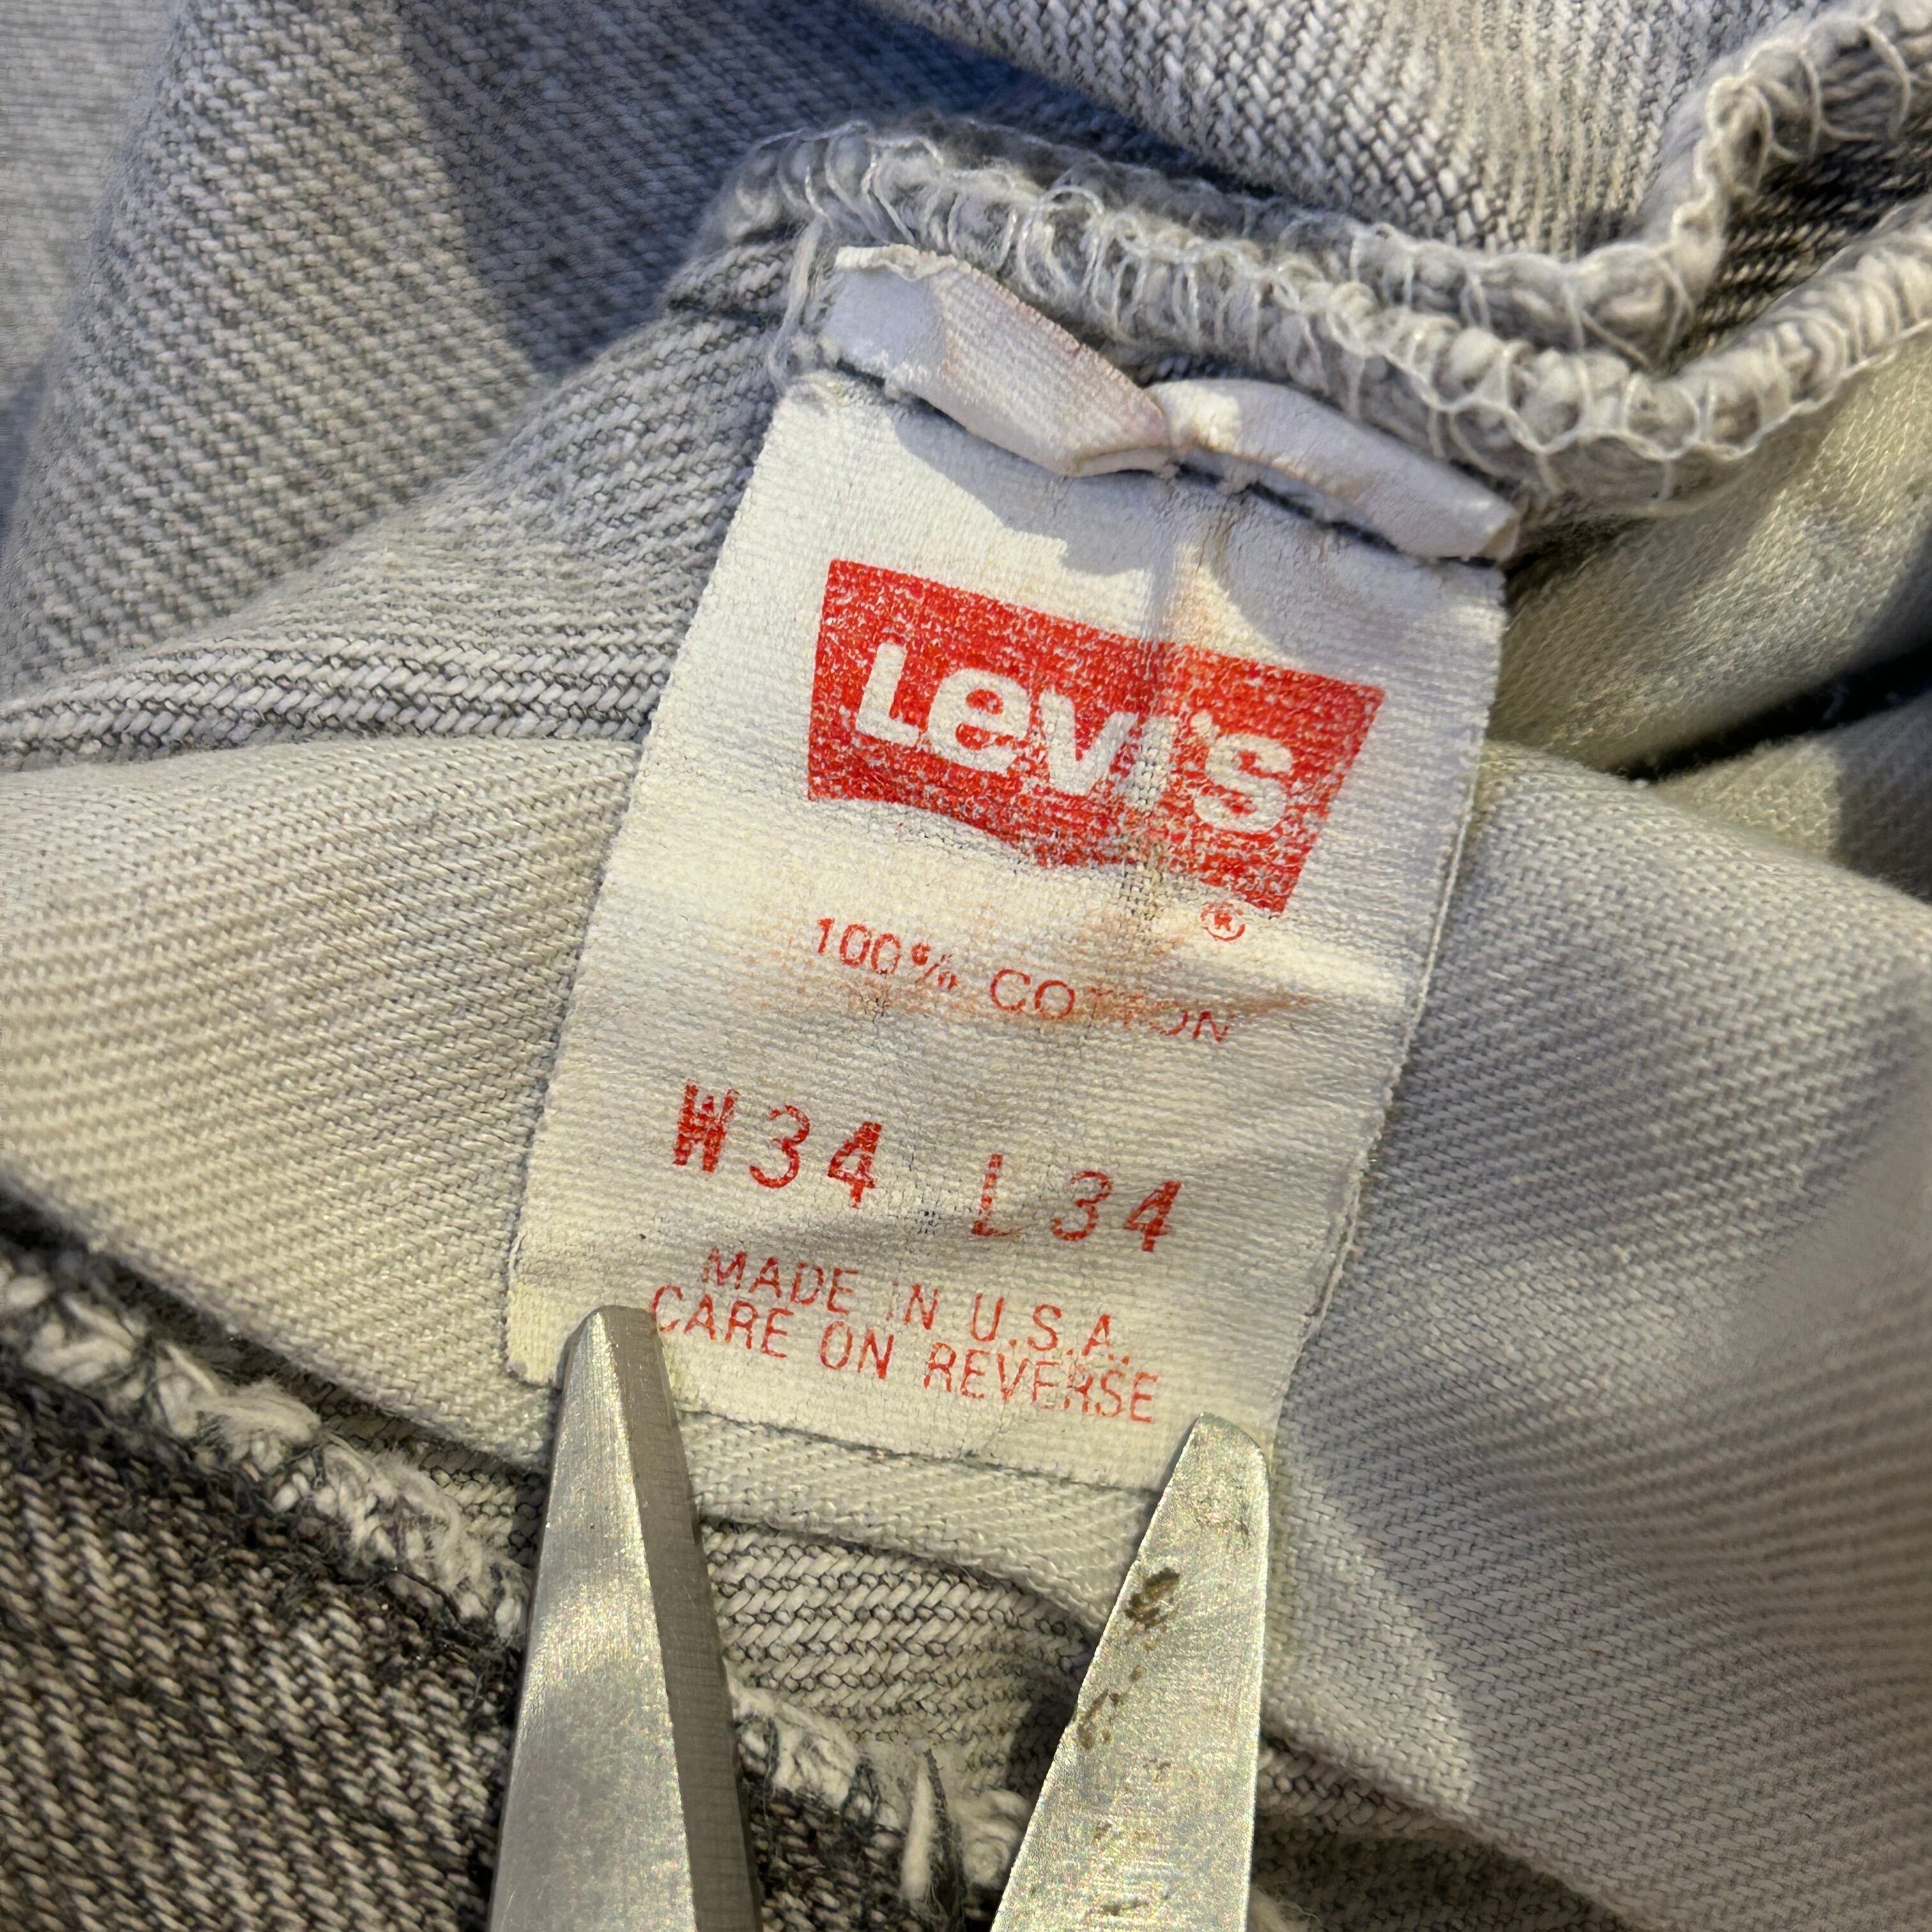 Levi's
®
100% COTTON
W34 L34
MADE IN U.S.A.
CARE ON REVERSE